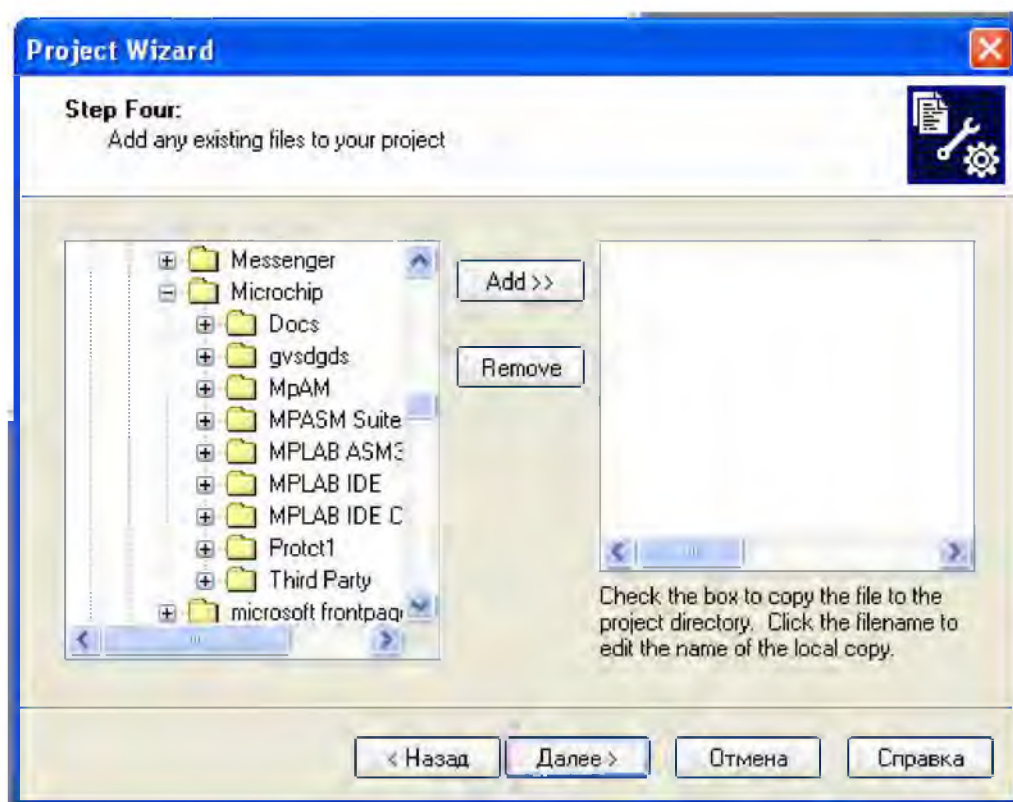 Project Wizard
Step Four:
Add any existing files to your project
Messenger
Microchip
Docs
gvsdgds
MpAM
MPASM Suite
MPLAB ASM3
MPLAB IDE
MPLAB IDE C
Protct1
Third Party
microsoft frontpage
Add >>
Remove
Check the box to copy the file to the
project directory. Click the filename to
edit the name of the local copy.
< Назад
Далее >
Отмена
Справка